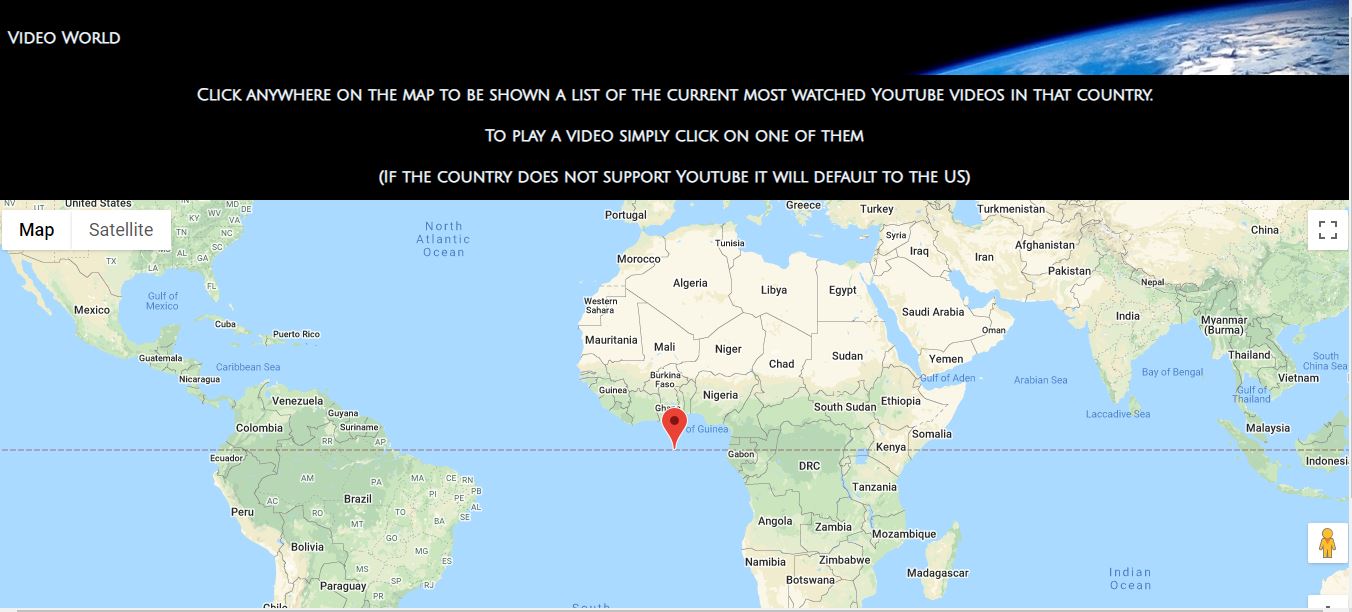 Video World
Click anywhere on the map to be shown a list of the current most watched Youtube videos in that country.
To play a video simply click on one of them
(If the country does not support Youtube it will default to the US)
NV
UT
United States
IN
MD
DE
KY
WV
VA
Portugal
Greece
Turkey
Turkmenistan
Map
Satellite
TN
NC
North
Atlantic
Ocean
Syria
China
MS
AL
SC
Tunisia
Iraq
Afghanistan
TX
LA
GA
Morocco
Iran
Pakistan
FL
Algeria
Libya
Egypt
Nepal
Gulf of
Mexico
Mexico
Western
Sahara
Saudi Arabia
India
Cuba
Puerto Rico
Oman
Myanmar
(Burma)
Mauritania
Mali
Niger
Chad
Sudan
Yemen
Thailand
South
China Sea
Guatemala
Caribbean Sea
Nicaragua
Burkina
Faso
Gulf of Aden
Arabian Sea
Bay of Bengal
Vietnam
Guinea
Nigeria
Gulf of
Thailand
Venezuela
Guyana
Ghana
South Sudan
Ethiopia
Laccadive Sea
Colombia
Suriname
of Guinea
Somalia
Malaysia
RR
AP
Kenya
Ecuador
Gabon
DRC
Indonesi
AM
PA
MA
CE
RN
Tanzania
AC
Brazil
PI
PE
PB
AL
Peru
RO
TO
BA
SE
MT
Angola
Zambia
Mozambique
GO
Bolivia
MG
ES
Namibia
Zimbabwe
MS
SP
RJ
Botswana
Madagascar
Indian
Ocean
Paraguay
PR
Chile
South